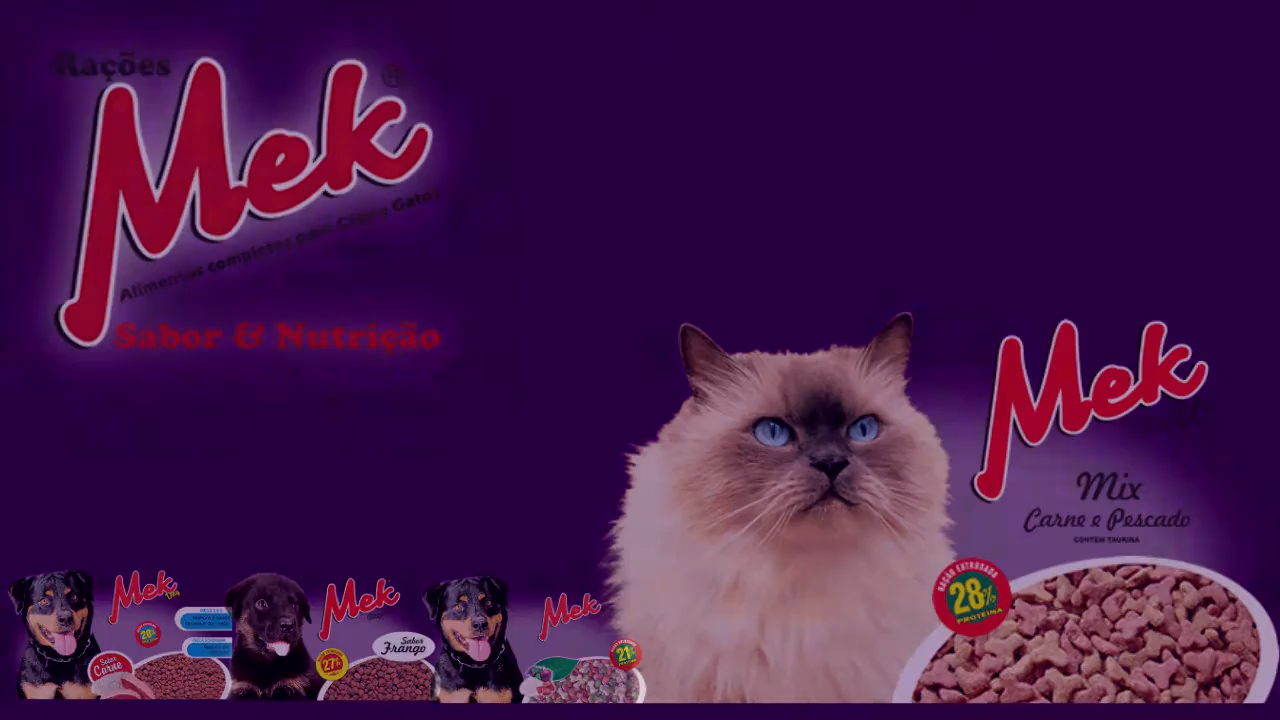 Rações
Mek®
Alimentos completos para Cães e Gatos
Sabor & Nutrição
Mek
Mix
Carne e Pescado
CONTÉM TAURINA
RAÇÃO EXTRUSADA
28%
PROTEÍNA
Mek
28%
Sabor
Carne
Mek
27%
Sabor
Frango
Mek
21%